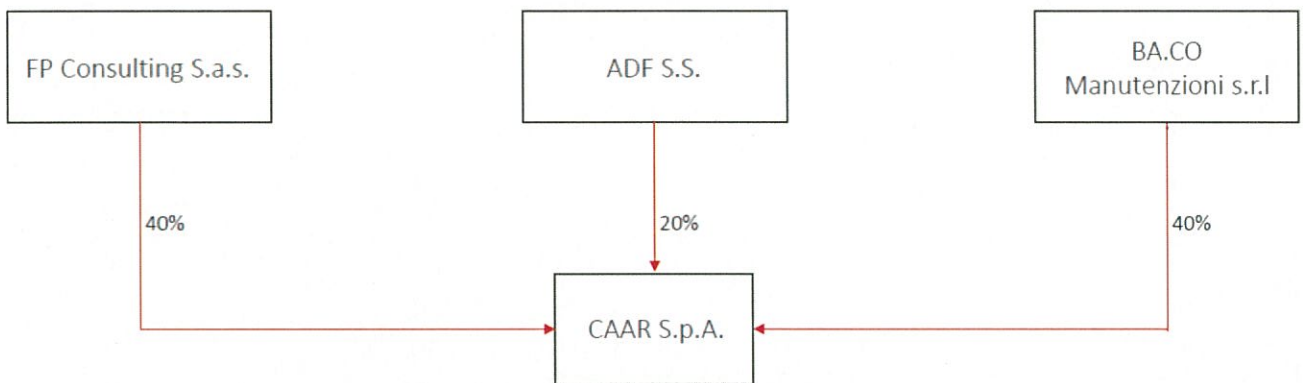 FP Consulting S.a.s.
ADF S.S.
BA.CO
Manutenzioni s.r.l
40%
20%
40%
CAAR S.p.A.